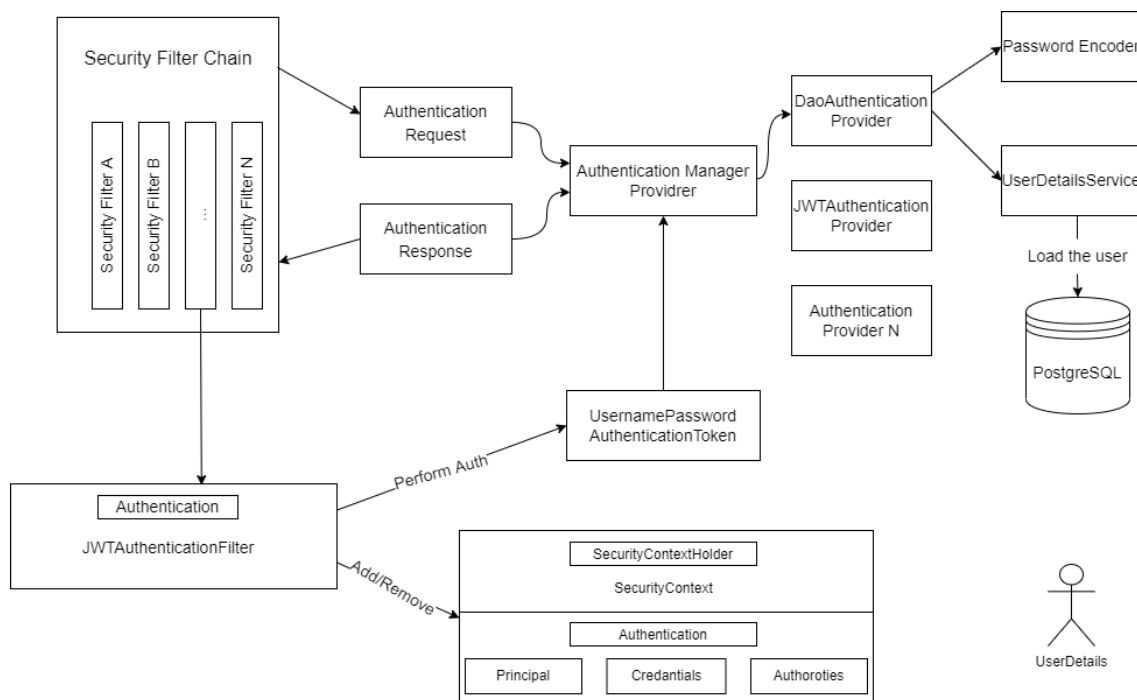 Security Filter Chain
Security Filter A
Security Filter B
....
Security Filter N
Authentication
Request
Authentication
Response
Authentication Manager
Providrer
DaoAuthentication
Provider
JWTAuthentication
Provider
Authentication
Provider N
Password Encoder
UserDetailsService
Load the user
PostgreSQL
UsernamePassword
AuthenticationToken
Perform Auth
Authentication
JWTAuthenticationFilter
Add/Remove
SecurityContextHolder
SecurityContext
Authentication
Principal
Credentials
Authoroties
UserDetails